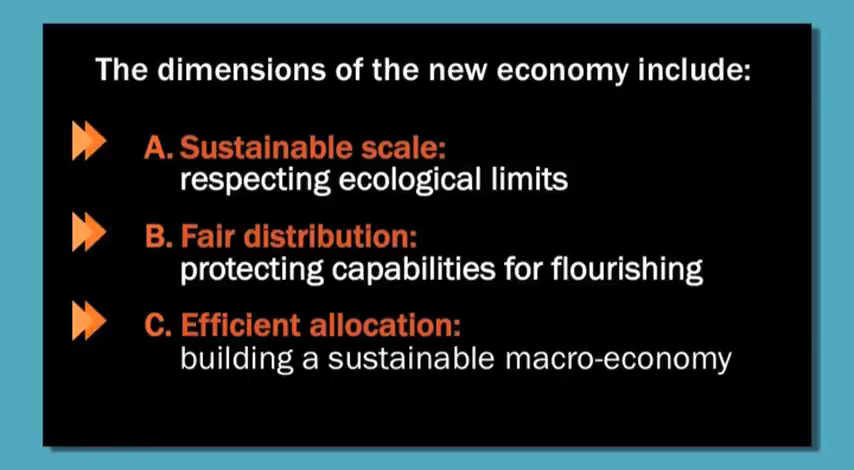 The dimensions of the new economy include:
A. Sustainable scale:
respecting ecological limits
B. Fair distribution:
protecting capabilities for flourishing
C. Efficient allocation:
building a sustainable macro-economy